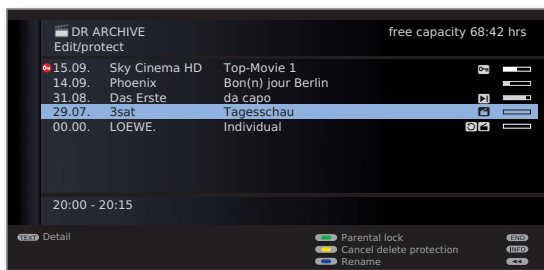 DR ARCHIVE free capacity 68:42 hrs
Edit/protect
15.09. Sky Cinema HD Top-Movie 1
14.09. Phoenix Bon(n) jour Berlin
31.08. Das Erste da capo
29.07. 3sat Tagesschau
00.00. LOEWE. Individual
20:00 - 20:15
TEXT Detail Parental lock END
Cancel delete protection INFO
Rename